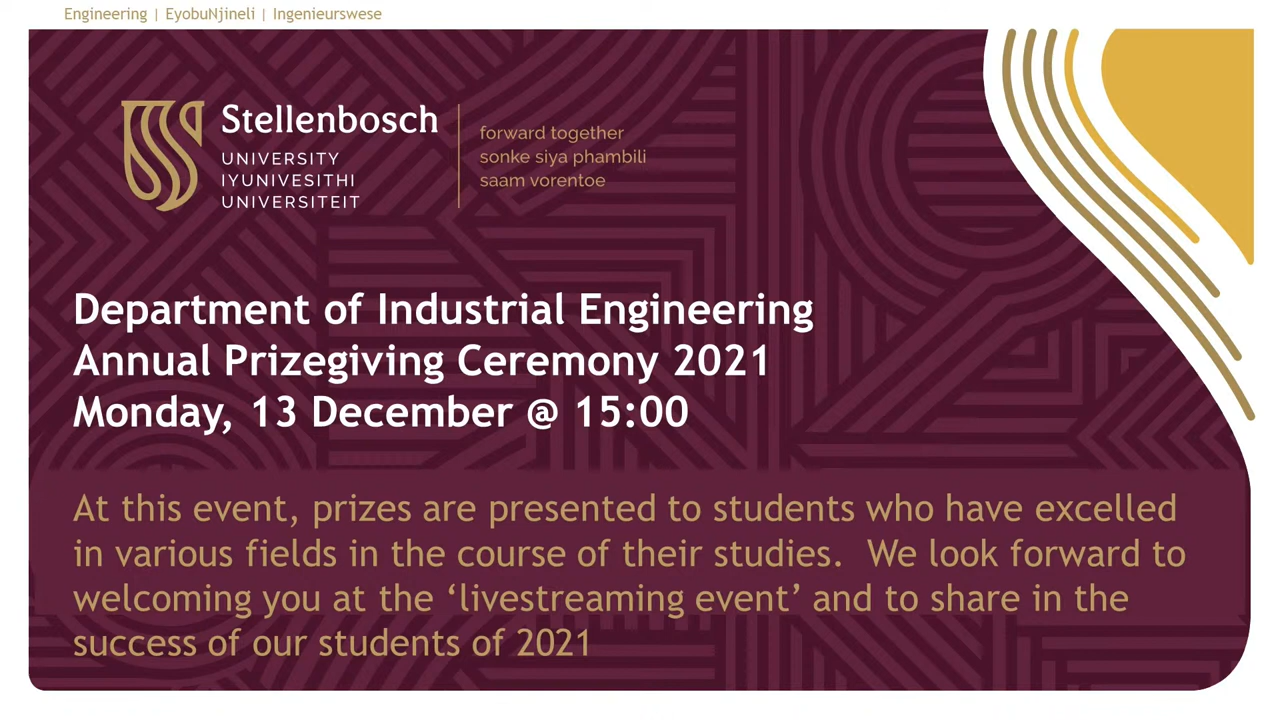 Engineering | EyobuNjineli | Ingenieurswese
Stellenbosch
UNIVERSITY
IYUNIVESITHI
UNIVERSITEIT
forward together
sonke siya phambili
saam vorentoe
Department of Industrial Engineering
Annual Prizegiving Ceremony 2021
Monday, 13 December @ 15:00
At this event, prizes are presented to students who have excelled
in various fields in the course of their studies.  We look forward to
welcoming you at the ‘livestreaming event’ and to share in the
success of our students of 2021